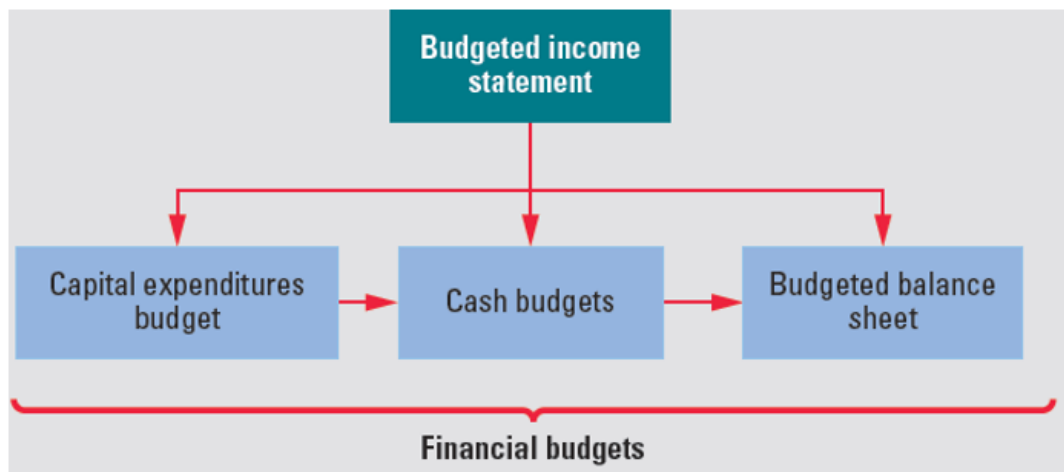 Budgeted income
statement
Capital expenditures
budget
Cash budgets
Budgeted balance
sheet
Financial budgets